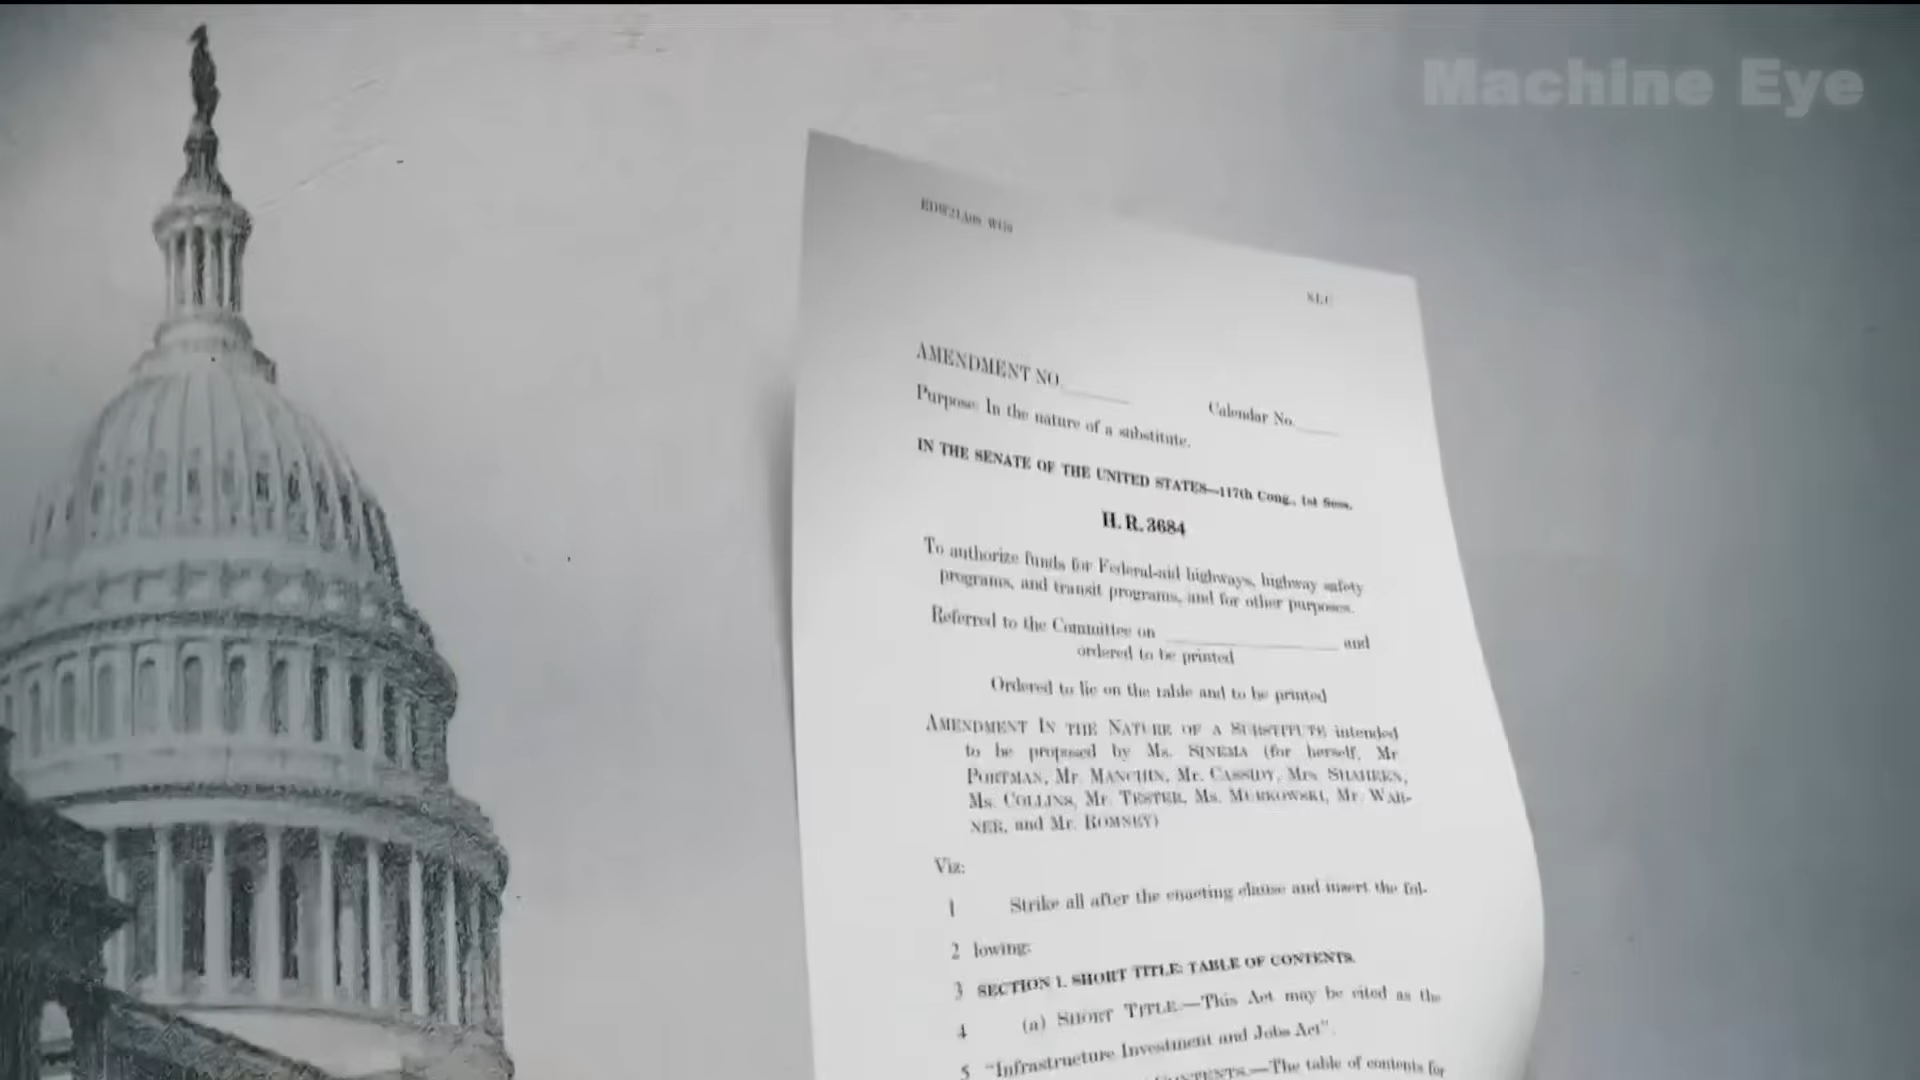 Machine Eye
SLC
AMENDMENT NO.
Calendar No.
Purpose: In the nature of a substitute.
IN THE SENATE OF THE UNITED STATES—117th Cong., 1st Sess.
H. R. 3684
To authorize funds for Federal-aid highways, highway safety
programs, and transit programs, and for other purposes.
Referred to the Committee on and
ordered to be printed
Ordered to lie on the table and to be printed
AMENDMENT IN THE NATURE OF A SUBSTITUTE intended
to be proposed by Ms. SINEMA (for herself, Mr.
PORTMAN, Mr. MANCHIN, Mr. CASSIDY, Mrs. SHAHEEN,
Ms. COLLINS, Mr. TESTER, Ms. MURKOWSKI, Mr. WAR-
NER, and Mr. ROMNEY)
Viz:
1 Strike all after the enacting clause and insert the fol-
2 lowing:
3 SECTION 1. SHORT TITLE; TABLE OF CONTENTS.
4 (a) SHORT TITLE.—This Act may be cited as the
5 "Infrastructure Investment and Jobs Act".
—The table of contents for